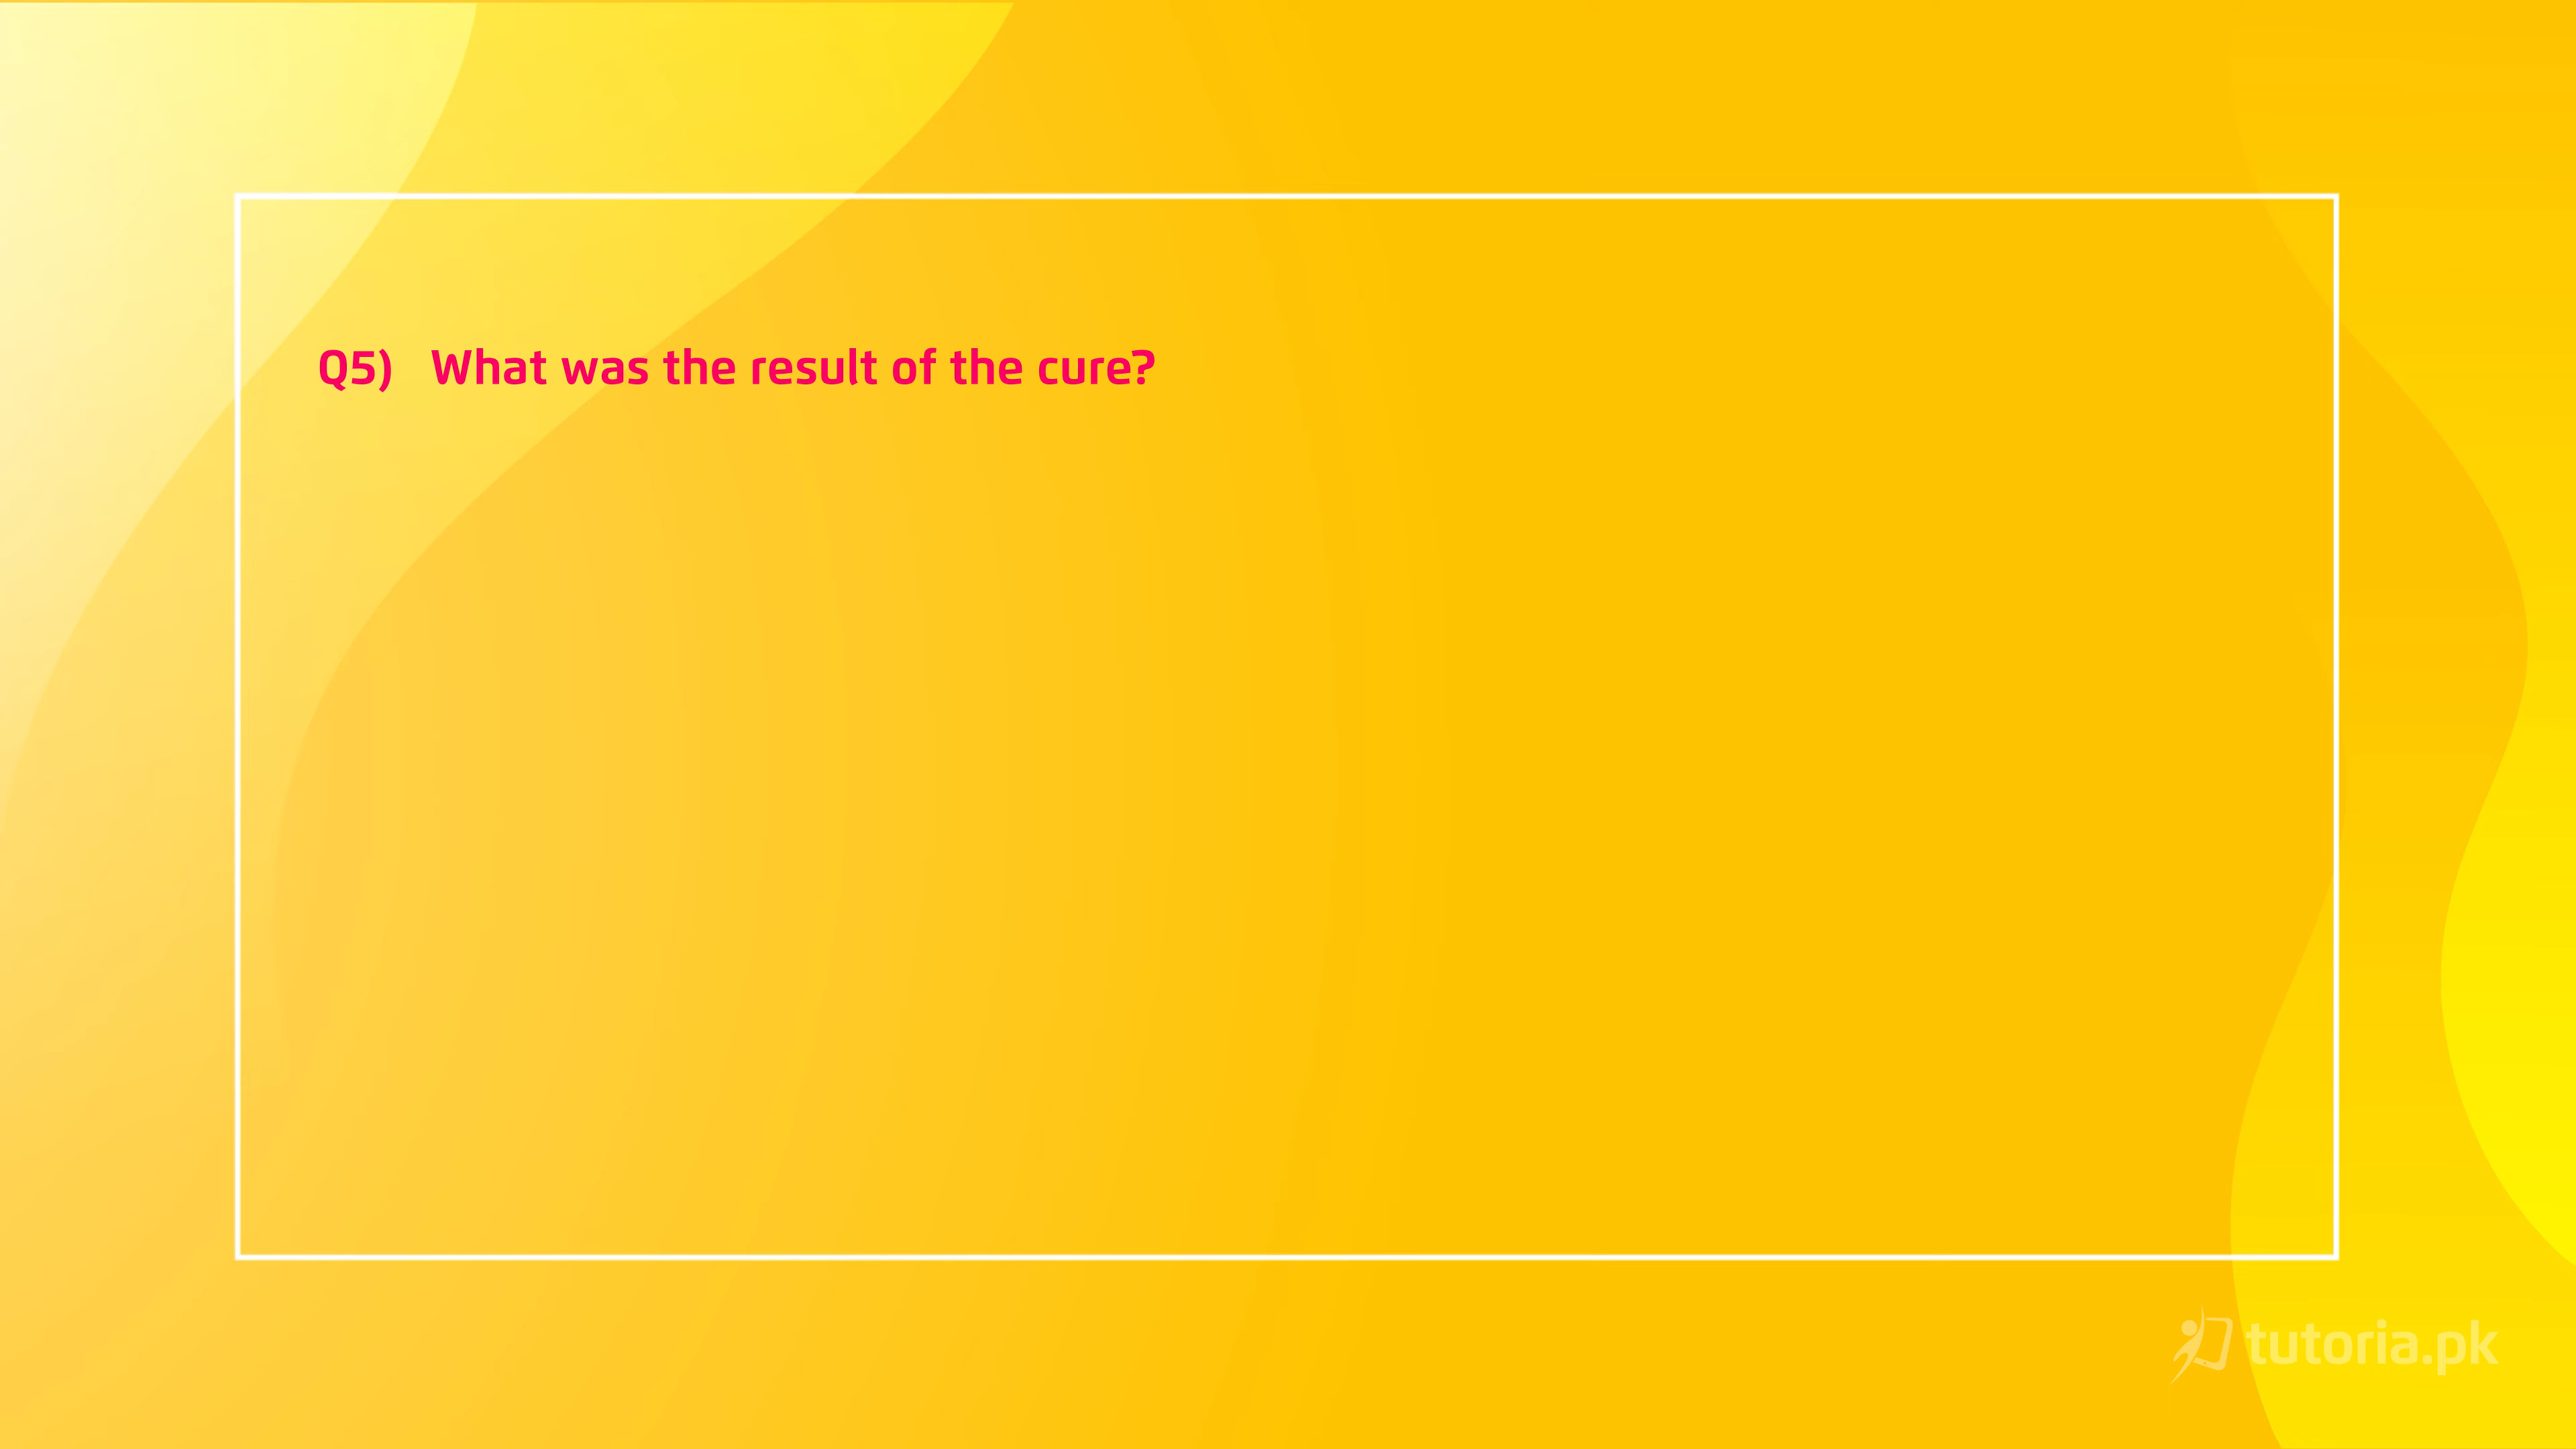 Q5) What was the result of the cure?
tutoria.pk